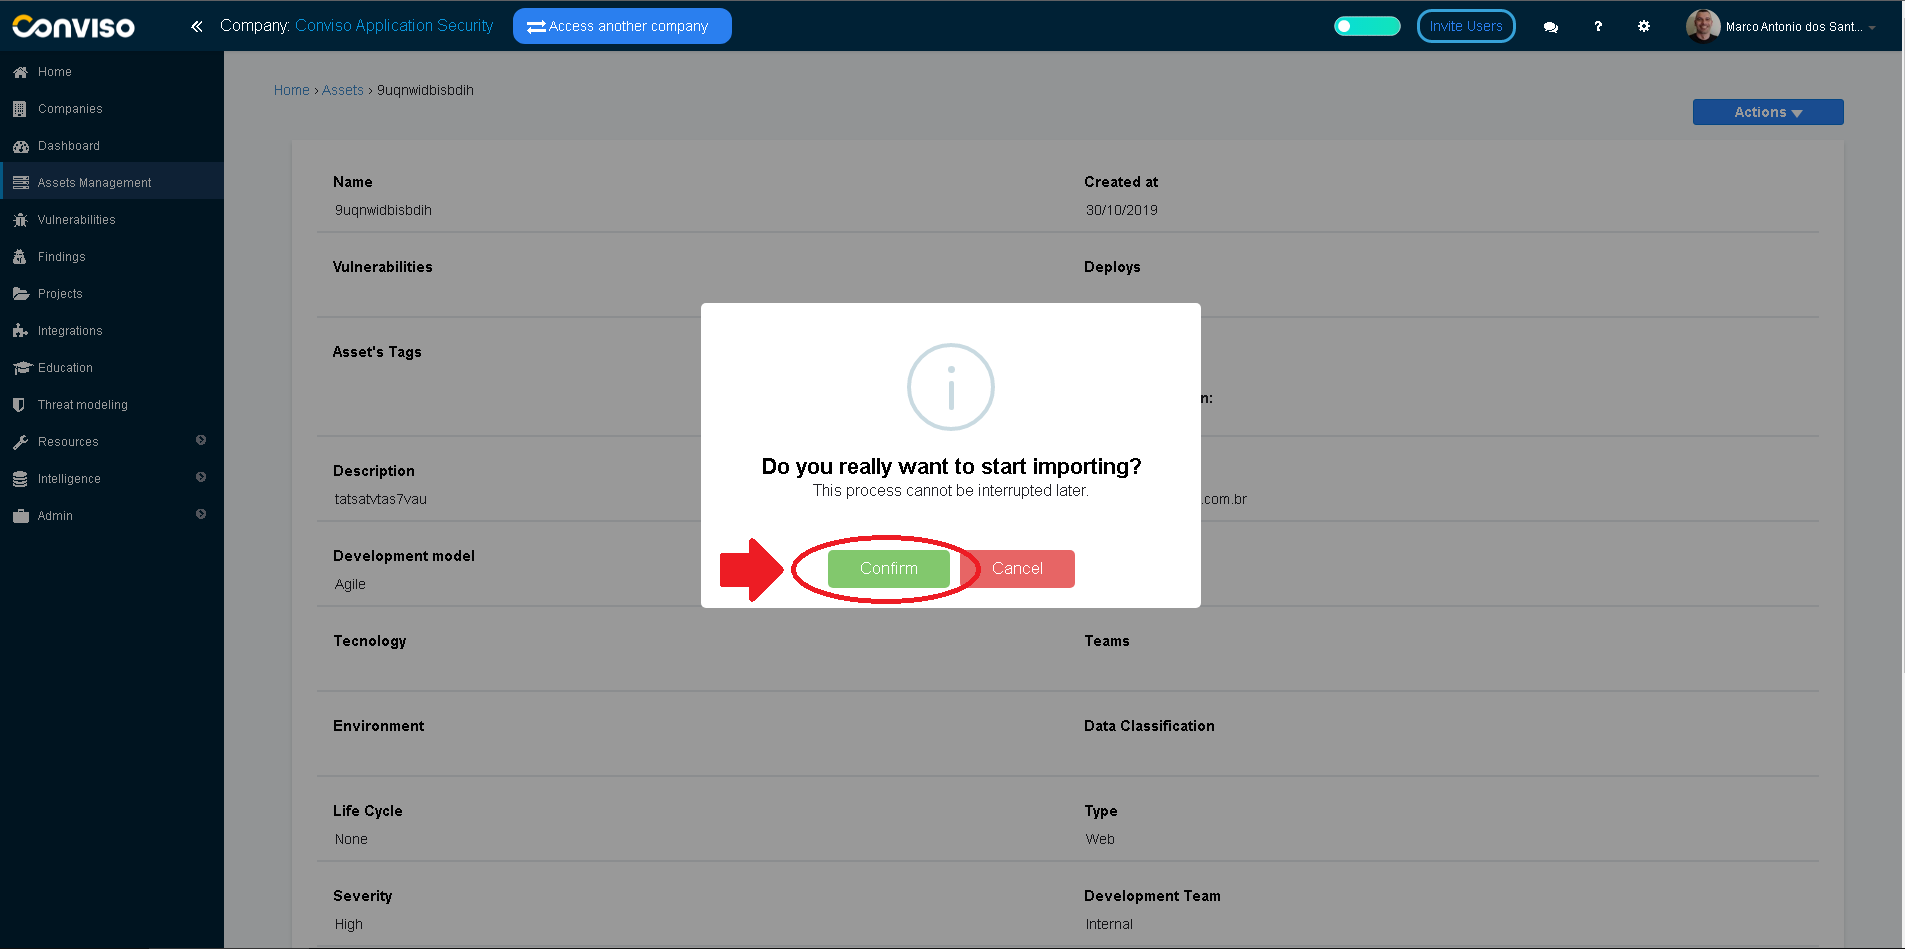 Conviso
Company: Conviso Application Security
Access another company
Invite Users
?
Marco Antonio dos Sant...
Home
Companies
Dashboard
Assets Management
Vulnerabilities
Findings
Projects
Integrations
Education
Threat modeling
Resources
Intelligence
Admin
Home › Assets › 9uqnwidbisbdih
Actions
Name
9uqnwidbisbdih
Created at
30/10/2019
Vulnerabilities
Deploys
Asset's Tags
n:
Description
tatsatvtas7vau
.com.br
Development model
Agile
Tecnology
Teams
Environment
Data Classification
Life Cycle
None
Type
Web
Severity
High
Development Team
Internal
Do you really want to start importing?
This process cannot be interrupted later.
Confirm
Cancel